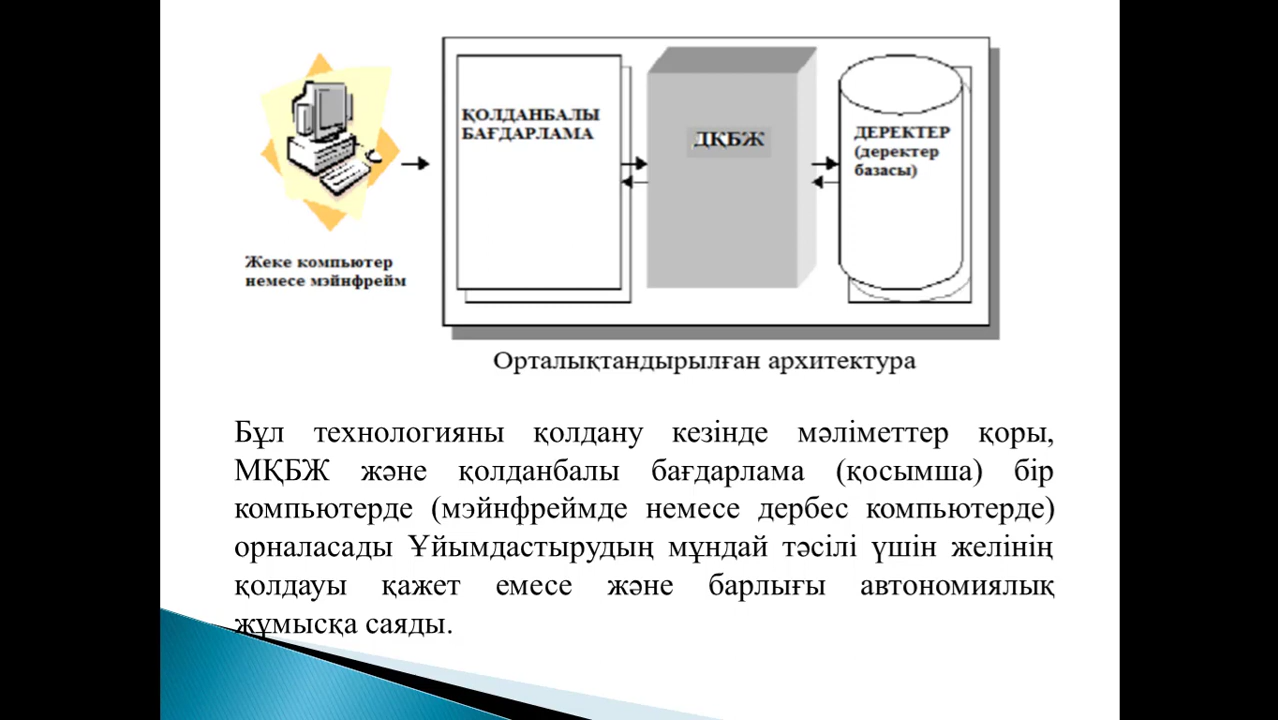 ҚОЛДАНБАЛЫ
БАҒДАРЛАМА
ДҚБЖ
ДЕРЕКТЕР
(деректер
базасы)
Жеке компьютер
немесе мэйнфрейм
Орталықтандырылған архитектура
Бұл технологияны қолдану кезінде мәліметтер қоры,
МҚБЖ және қолданбалы бағдарлама (қосымша) бір
компьютерде (мэйнфреймде немесе дербес компьютерде)
орналасады Ұйымдастырудың мұндай тәсілі үшін желінің
қолдауы қажет емесе және барлығы автономиялық
жұмысқа саяды.